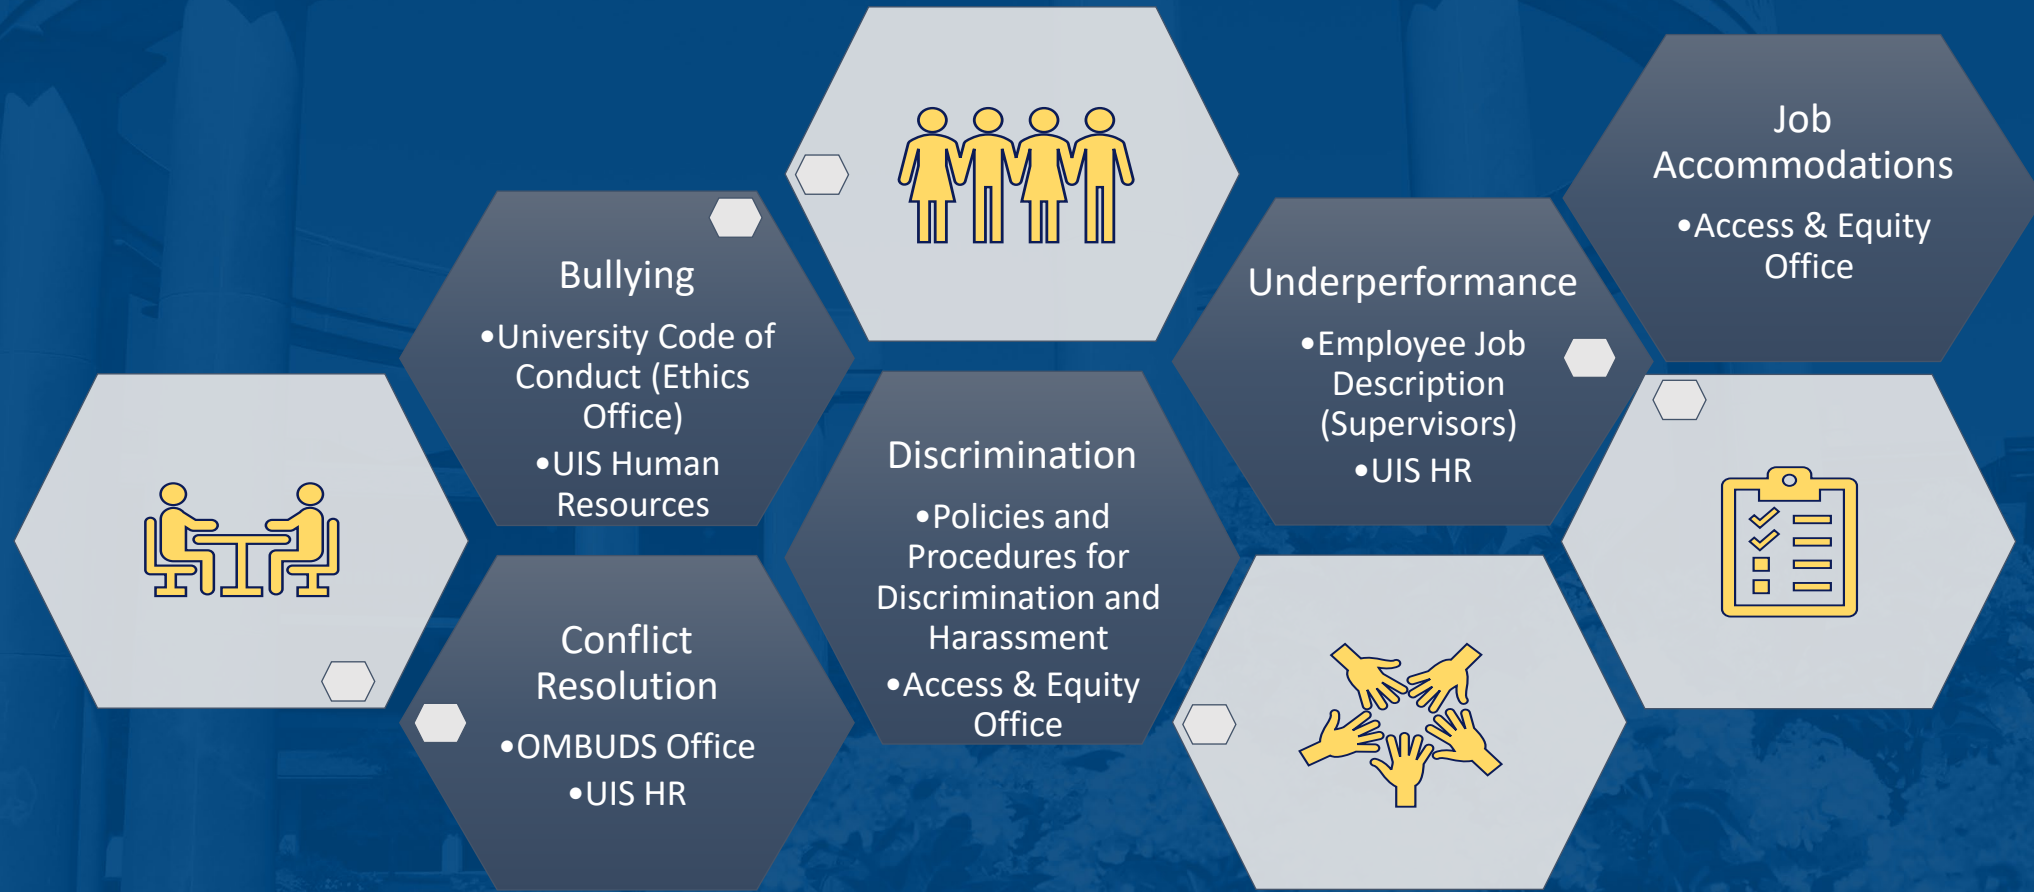 Bullying
•University Code of
Conduct (Ethics
Office)
•UIS Human
Resources
Conflict
Resolution
•OMBUDS Office
•UIS HR
Discrimination
•Policies and
Procedures for
Discrimination and
Harassment
•Access & Equity
Office
Underperformance
•Employee Job
Description
(Supervisors)
•UIS HR
Job
Accommodations
•Access & Equity
Office